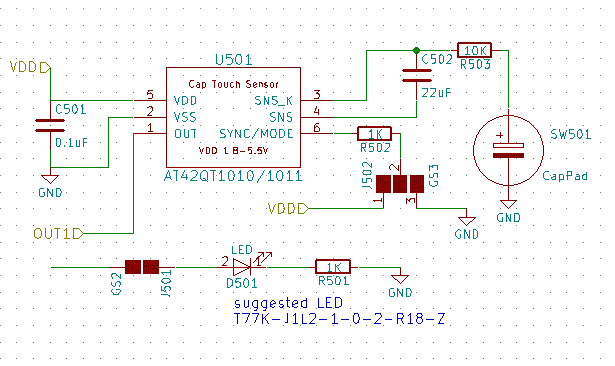 U501
Cap Touch Sensor
5 VDD SNS_K 3
2 VSS SNS 4
1 OUT SYNC/MODE 6
VDD 1.8-5.5V
AT42QT1010/1011
VDD
C501
0.1uF
GND
OUT1
C502
22uF
10K
R503
1K
R502
+
SW501
CapPad
GND
J502
1 2 3
GS3
VDD
GND
GS2
J501
LED
2 1
D501
1K
R501
GND
suggested LED
T77K-J1L2-1-0-2-R18-Z